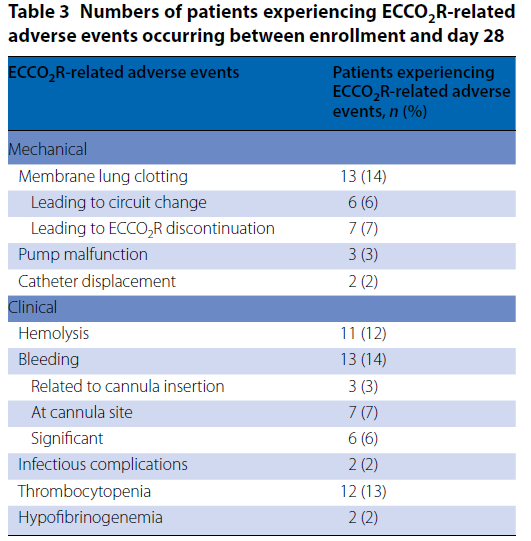 Table 3 Numbers of patients experiencing ECCO₂R-related
adverse events occurring between enrollment and day 28
ECCO₂R-related adverse events Patients experiencing
ECCO₂R-related adverse
events, n (%)
Mechanical
Membrane lung clotting 13 (14)
Leading to circuit change 6 (6)
Leading to ECCO₂R discontinuation 7 (7)
Pump malfunction 3 (3)
Catheter displacement 2 (2)
Clinical
Hemolysis 11 (12)
Bleeding 13 (14)
Related to cannula insertion 3 (3)
At cannula site 7 (7)
Significant 6 (6)
Infectious complications 2 (2)
Thrombocytopenia 12 (13)
Hypofibrinogenemia 2 (2)